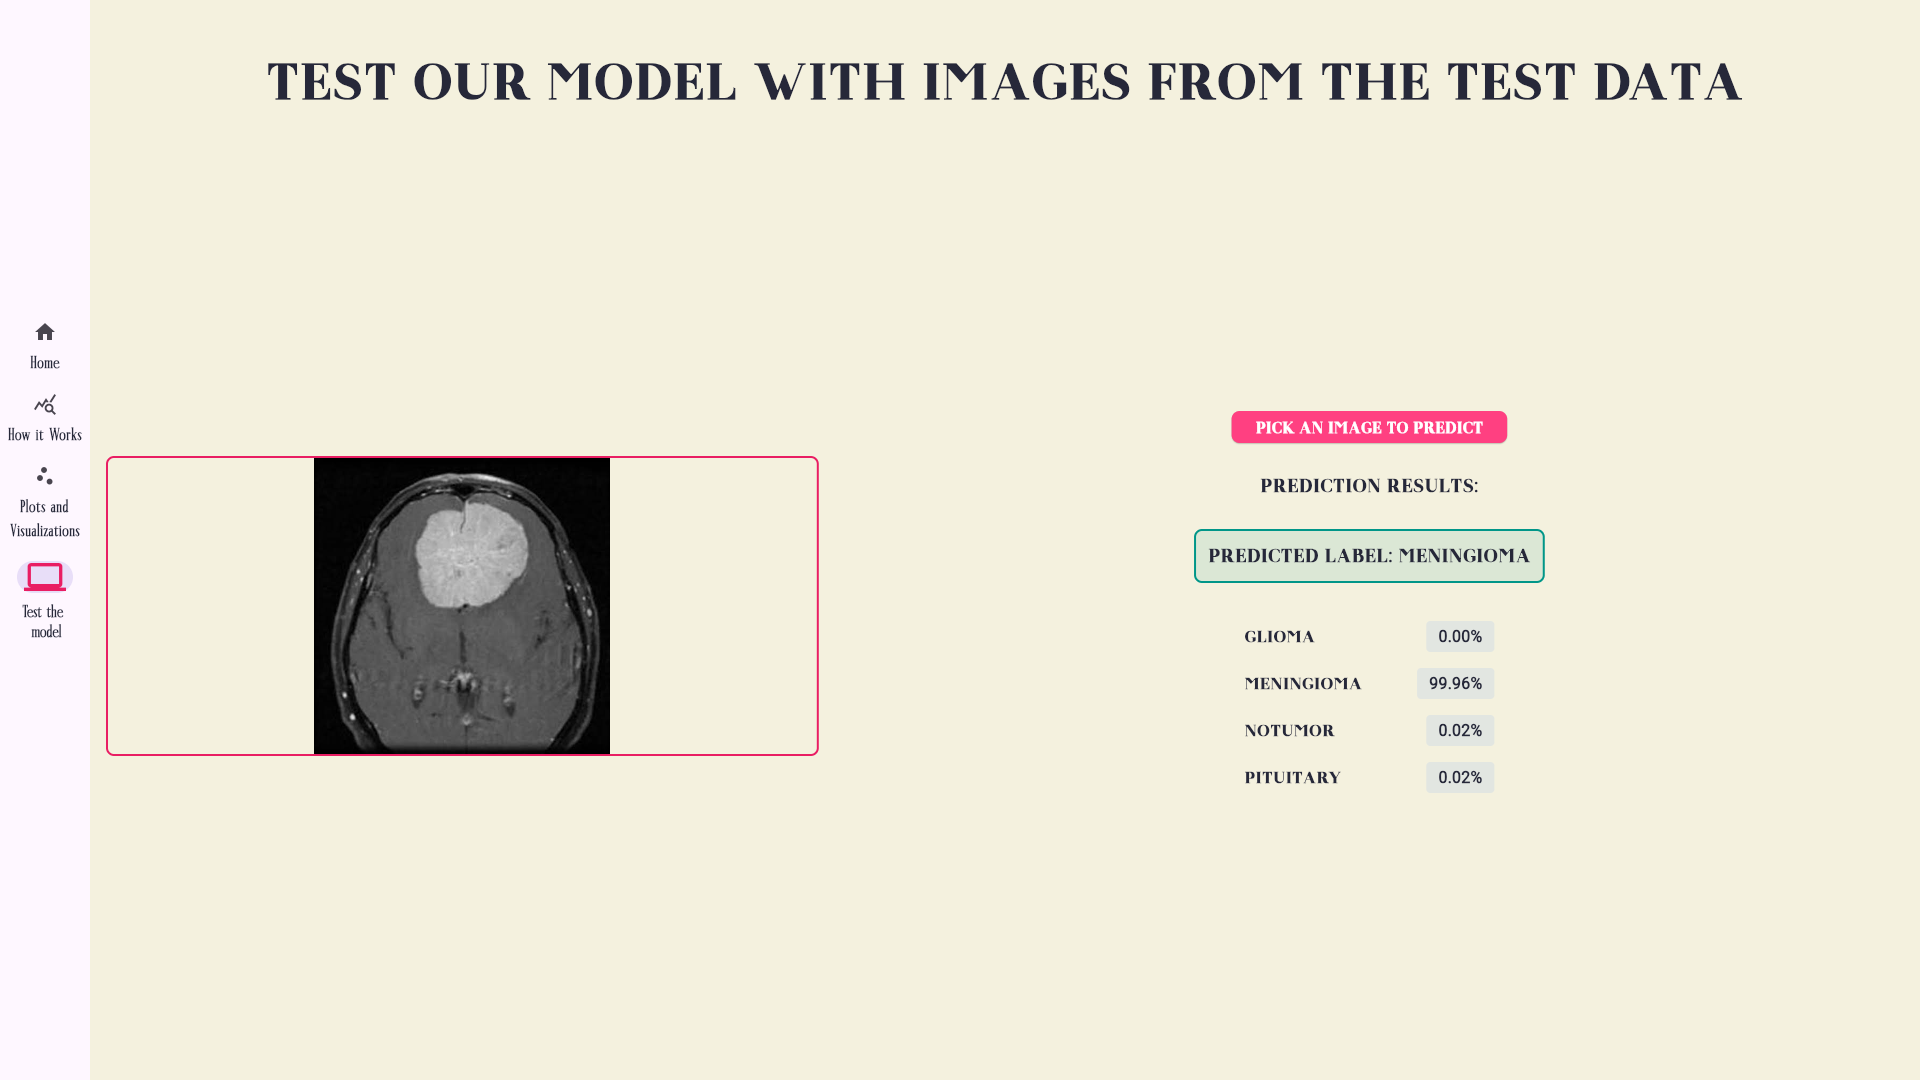 TEST OUR MODEL WITH IMAGES FROM THE TEST DATA
Home
How it Works
Plots and
Visualizations
Test the
model
PICK AN IMAGE TO PREDICT
PREDICTION RESULTS:
PREDICTED LABEL: MENINGIOMA
GLIOMA 0.00%
MENINGIOMA 99.96%
NOTUMOR 0.02%
PITUITARY 0.02%